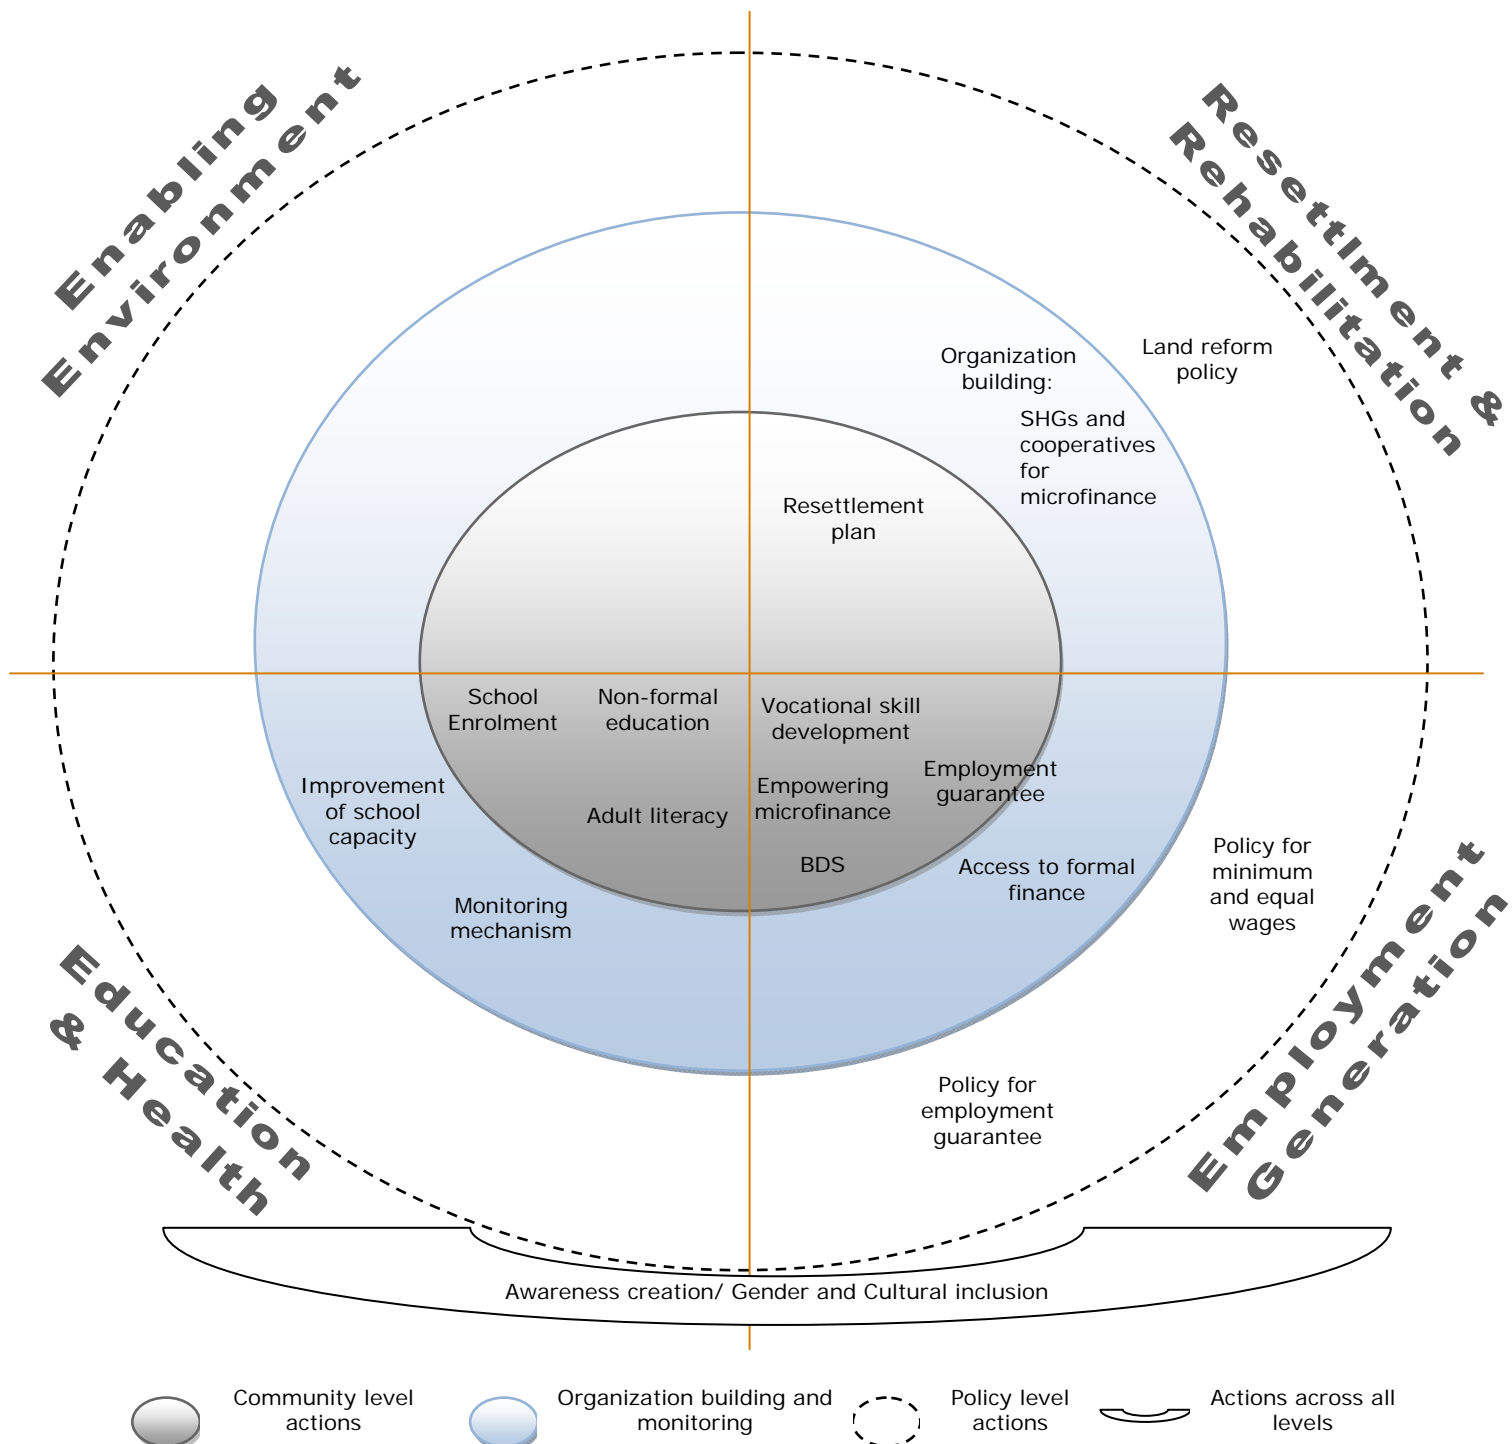 Enabling
Environment
Resettlment &
Rehabilitation
Organization
building:
Land reform
policy
SHGs and
cooperatives
for
microfinance
Resettlement
plan
School
Enrolment
Non-formal
education
Vocational skill
development
Improvement
of school
capacity
Adult literacy
Empowering
microfinance
Employment
guarantee
BDS
Access to formal
finance
Policy for
minimum
and equal
wages
Monitoring
mechanism
Education
& Health
Policy for
employment
guarantee
Employment
Generation
Awareness creation/ Gender and Cultural inclusion
Community level
actions
Organization building and
monitoring
Policy level
actions
Actions across all
levels